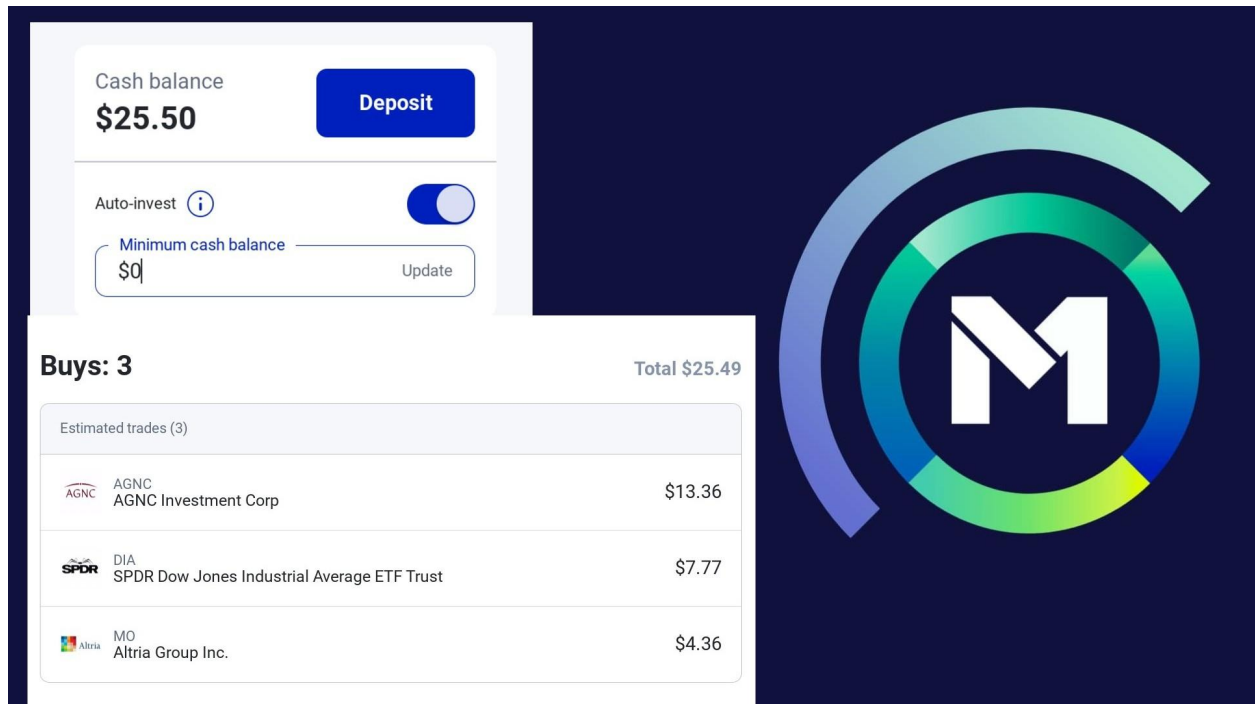 Cash balance
$25.50
Deposit
Auto-invest
Minimum cash balance
$0
Update
Buys: 3
Total $25.49
Estimated trades (3)
AGNC
AGNC
AGNC Investment Corp
$13.36
SPDR
DIA
SPDR Dow Jones Industrial Average ETF Trust
$7.77
Altria
MO
Altria Group Inc.
$4.36
M1